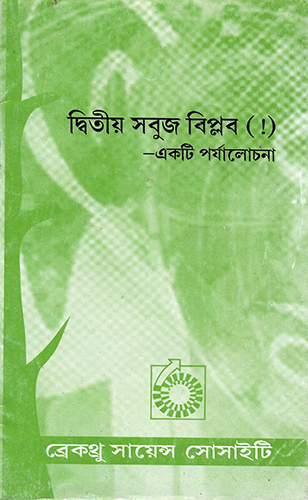 দ্বিতীয় সবুজ বিপ্লব (!)
–একটি পর্যালোচনা
ব্রেকথ্রু সায়েন্স সোসাইটি